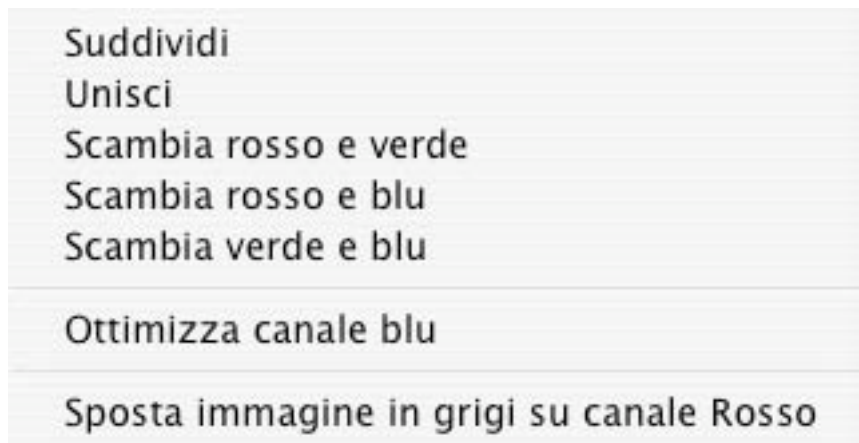 Suddividi
Unisci
Scambia rosso e verde
Scambia rosso e blu
Scambia verde e blu
Ottimizza canale blu
Sposta immagine in grigi su canale Rosso